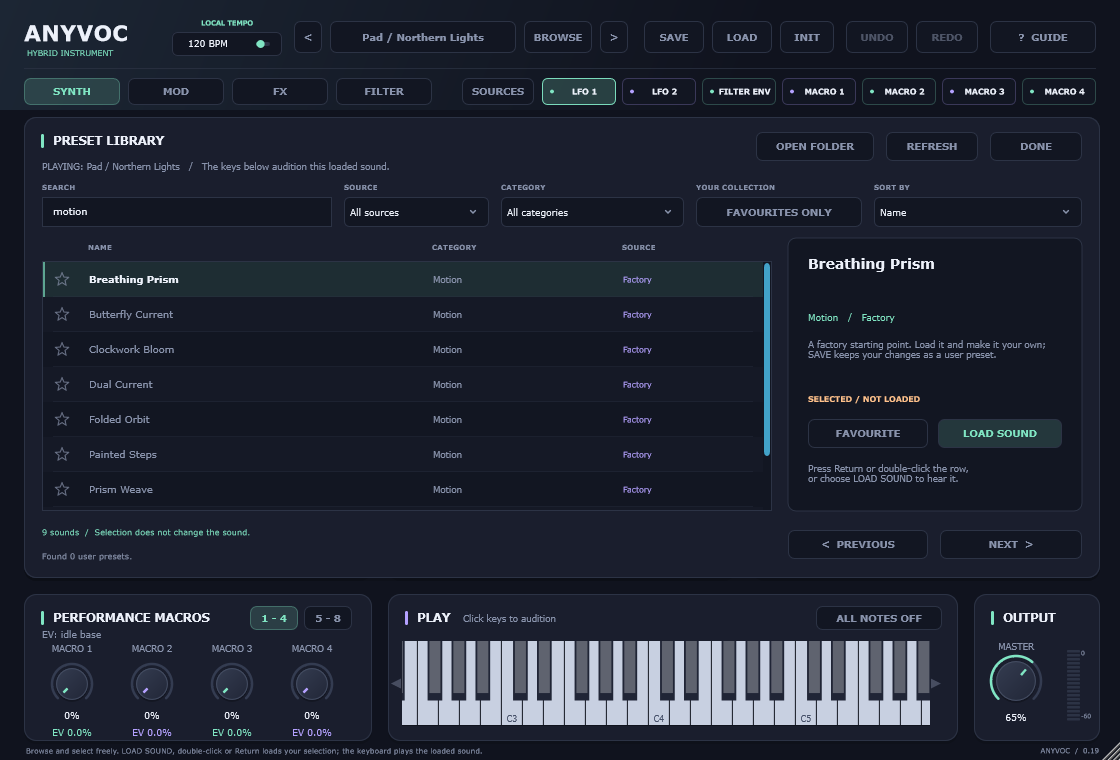 ANYVOC
HYBRID INSTRUMENT
LOCAL TEMPO
120 BPM
<
Pad / Northern Lights
BROWSE
>
SAVE
LOAD
INIT
UNDO
REDO
? GUIDE
SYNTH
MOD
FX
FILTER
SOURCES
LFO 1
LFO 2
FILTER ENV
MACRO 1
MACRO 2
MACRO 3
MACRO 4
PRESET LIBRARY
OPEN FOLDER
REFRESH
DONE
PLAYING: Pad / Northern Lights / The keys below audition this loaded sound.
SEARCH
SOURCE
CATEGORY
YOUR COLLECTION
SORT BY
motion
All sources
All categories
FAVOURITES ONLY
Name
NAME CATEGORY SOURCE
Breathing Prism Motion Factory
Butterfly Current Motion Factory
Clockwork Bloom Motion Factory
Dual Current Motion Factory
Folded Orbit Motion Factory
Painted Steps Motion Factory
Prism Weave Motion Factory
Breathing Prism
Motion / Factory
A factory starting point. Load it and make it your own;
SAVE keeps your changes as a user preset.
SELECTED / NOT LOADED
FAVOURITE
LOAD SOUND
Press Return or double-click the row,
or choose LOAD SOUND to hear it.
9 sounds / Selection does not change the sound.
Found 0 user presets.
< PREVIOUS
NEXT >
PERFORMANCE MACROS
1 - 4
5 - 8
EV: idle base
MACRO 1 MACRO 2 MACRO 3 MACRO 4
0% 0% 0% 0%
EV 0.0% EV 0.0% EV 0.0% EV 0.0%
PLAY
Click keys to audition
ALL NOTES OFF
C3 C4 C5
OUTPUT
MASTER
65%
0
-60
Browse and select freely. LOAD SOUND, double-click or Return loads your selection; the keyboard plays the loaded sound.
ANYVOC / 0.19